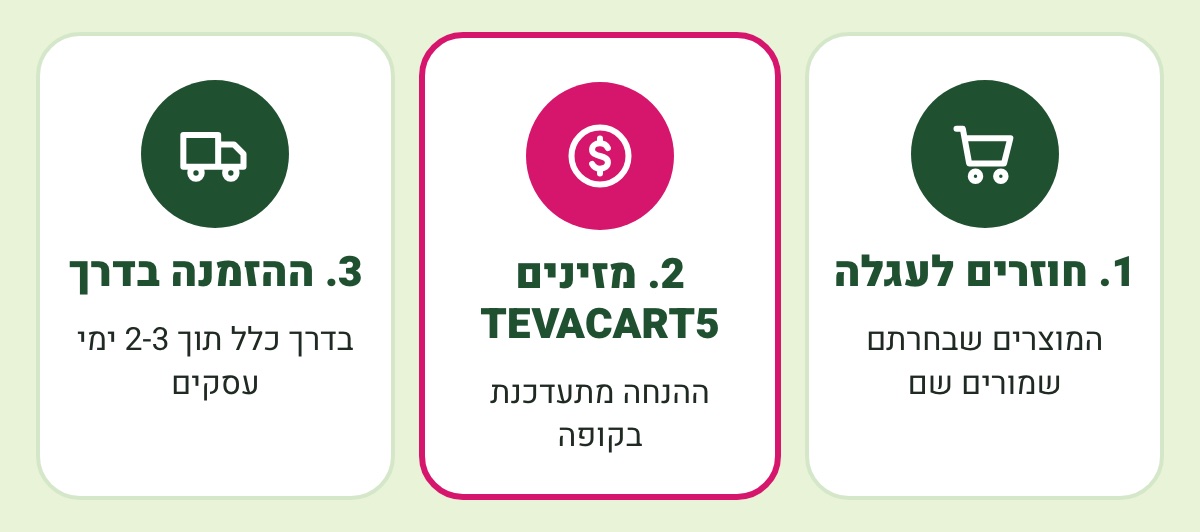 1. חוזרים לעגלה
המוצרים שבחרתם
שמורים שם
2. מזינים
TEVACART5
ההנחה מתעדכנת
בקופה
3. ההזמנה בדרך
בדרך כלל תוך 2-3 ימי
עסקים